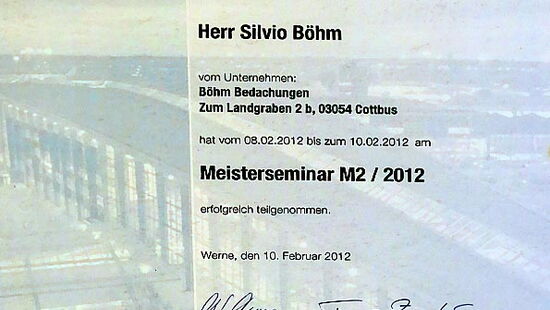 Herr Silvio Böhm
vom Unternehmen:
Böhm Bedachungen
Zum Landgraben 2 b, 03054 Cottbus
hat vom 08.02.2012 bis zum 10.02.2012 am
Meisterseminar M2 / 2012
erfolgreich teilgenommen.
Werne, den 10. Februar 2012